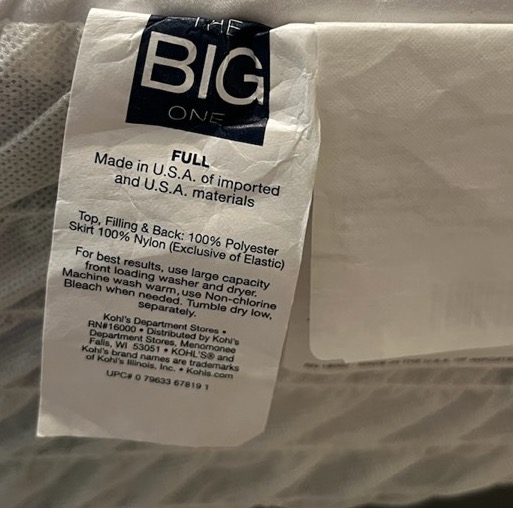 THE
BIG
ONE
FULL
Made in U.S.A. of imported
and U.S.A. materials
Top, Filling & Back: 100% Polyester
Skirt 100% Nylon (Exclusive of Elastic)
For best results, use large capacity
front loading washer and dryer.
Machine wash warm, use Non-chlorine
Bleach when needed. Tumble dry low,
separately.
Kohl's Department Stores •
RN#16000 • Distributed by Kohl's
Department Stores, Menomonee
Falls, WI 53051 • KOHL'S® and
Kohl's brand names are trademarks
of Kohl's Illinois, Inc. • Kohls.com
UPC# 0 79633 67819 1